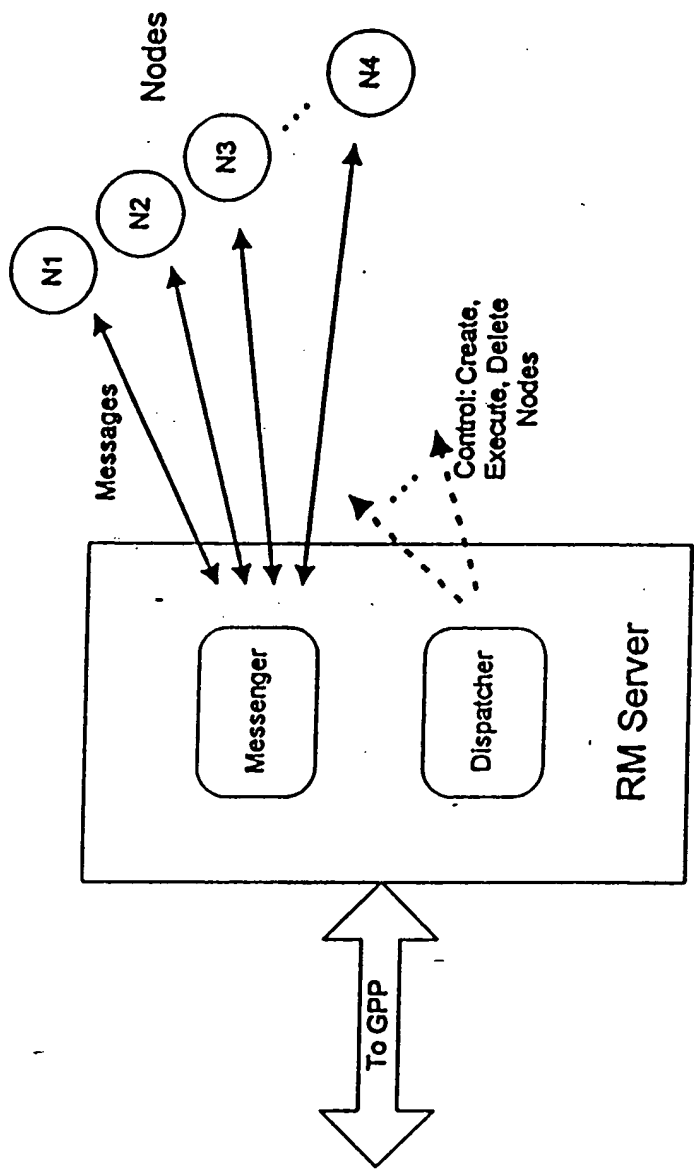 To GPP
Messenger
Dispatcher
RM Server
Messages
Control: Create,
Execute, Delete
Nodes
Nodes
N1
N2
N3
N4